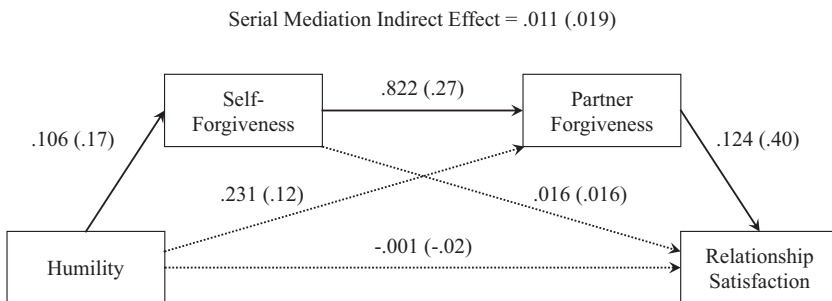 Serial Mediation Indirect Effect = .011 (.019)
Self-
Forgiveness
.822 (.27)
Partner
Forgiveness
.106 (.17)
.124 (.40)
.231 (.12)
.016 (.016)
Humility
-.001 (-.02)
Relationship
Satisfaction